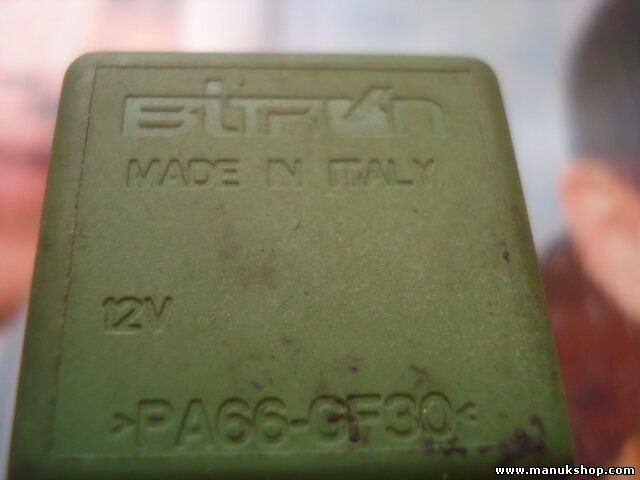 BiTRON
MADE IN ITALY
12V
>PA66-GF30<
www.manukshop.com